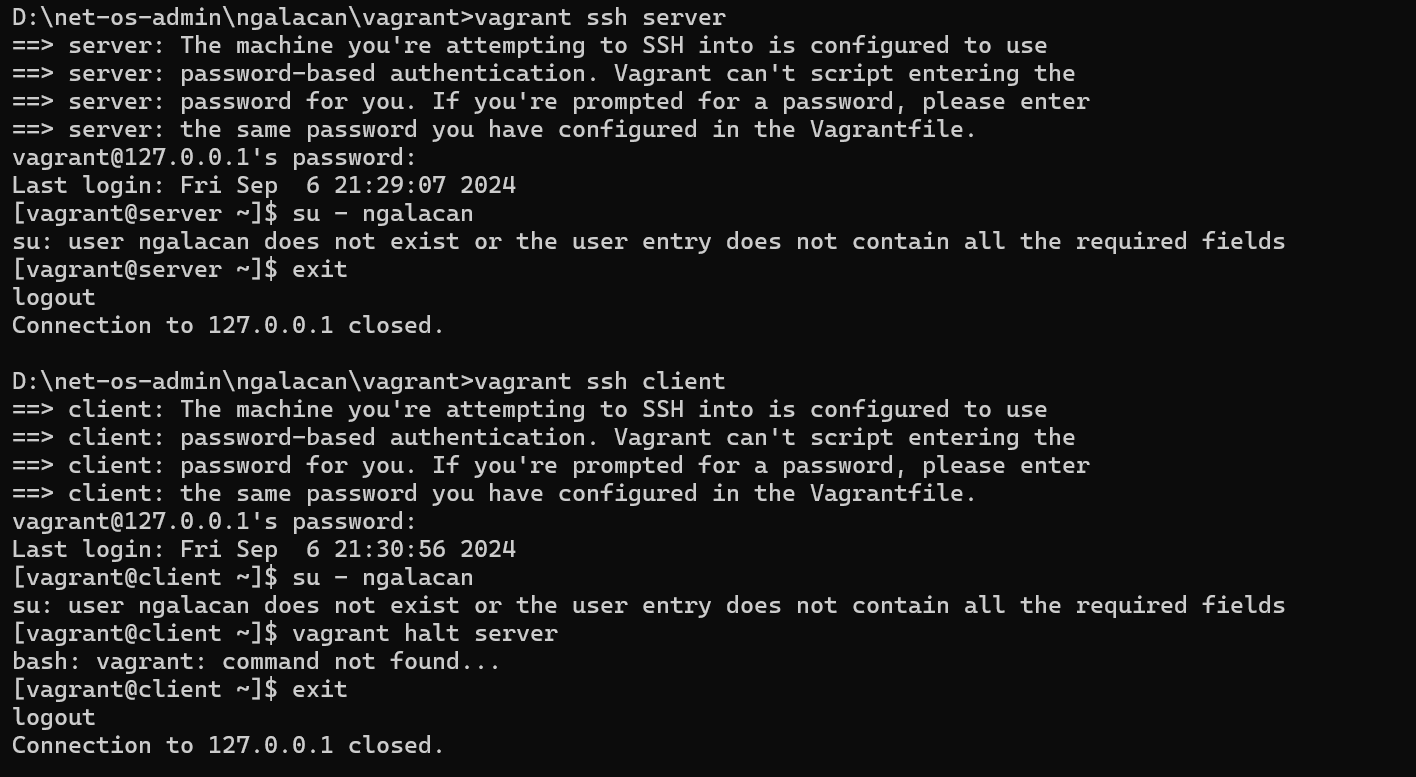 D:\net-os-admin\ngalacan\vagrant>vagrant ssh server
==> server: The machine you're attempting to SSH into is configured to use
==> server: password-based authentication. Vagrant can't script entering the
==> server: password for you. If you're prompted for a password, please enter
==> server: the same password you have configured in the Vagrantfile.
vagrant@127.0.0.1's password:
Last login: Fri Sep  6 21:29:07 2024
[vagrant@server ~]$ su - ngalacan
su: user ngalacan does not exist or the user entry does not contain all the required fields
[vagrant@server ~]$ exit
logout
Connection to 127.0.0.1 closed.
D:\net-os-admin\ngalacan\vagrant>vagrant ssh client
==> client: The machine you're attempting to SSH into is configured to use
==> client: password-based authentication. Vagrant can't script entering the
==> client: password for you. If you're prompted for a password, please enter
==> client: the same password you have configured in the Vagrantfile.
vagrant@127.0.0.1's password:
Last login: Fri Sep  6 21:30:56 2024
[vagrant@client ~]$ su - ngalacan
su: user ngalacan does not exist or the user entry does not contain all the required fields
[vagrant@client ~]$ vagrant halt server
bash: vagrant: command not found...
[vagrant@client ~]$ exit
logout
Connection to 127.0.0.1 closed.